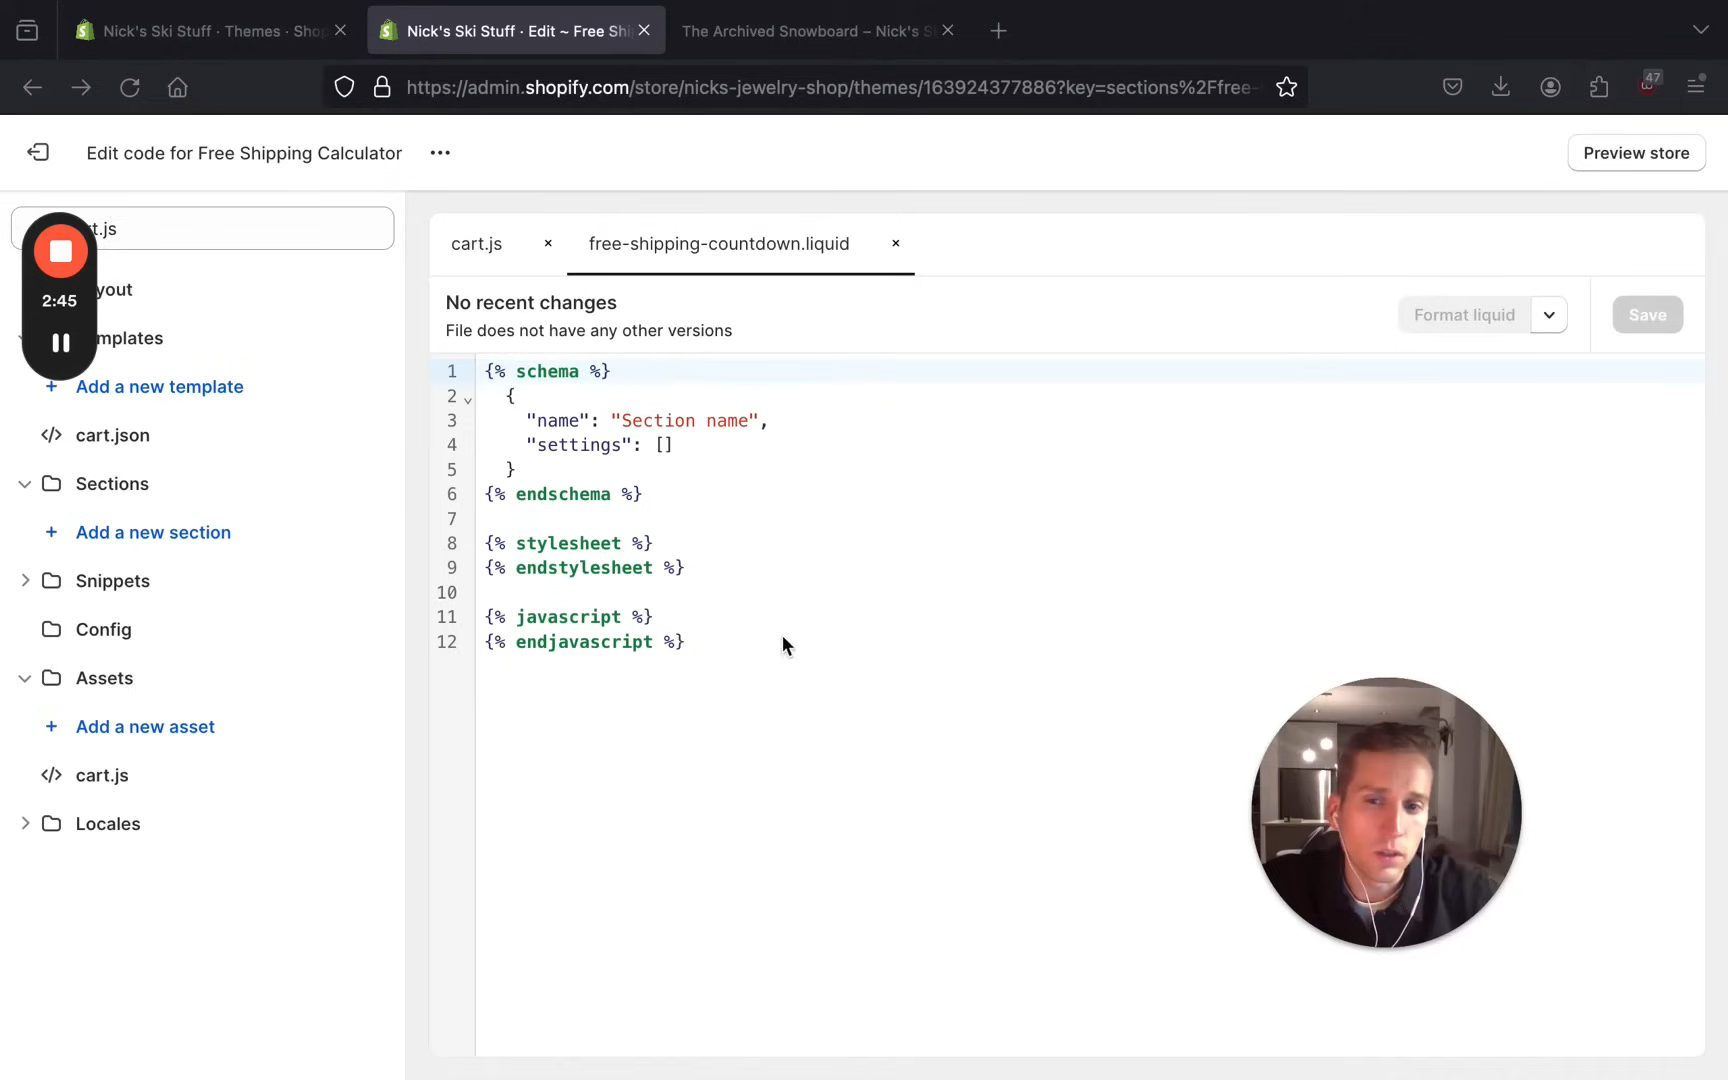 Nick's Ski Stuff · Themes · Sho
Nick's Ski Stuff · Edit ~ Free Shi
The Archived Snowboard – Nick's S
https://admin.shopify.com/store/nicks-jewelry-shop/themes/163924377886?key=sections%2Ffree-
47
Edit code for Free Shipping Calculator
Preview store
rt.js
2:45
yout
mplates
+ Add a new template
cart.json
Sections
+ Add a new section
Snippets
Config
Assets
+ Add a new asset
cart.js
Locales
cart.js
free-shipping-countdown.liquid
No recent changes
File does not have any other versions
Format liquid
Save
1 {% schema %}
2 {
3 "name": "Section name",
4 "settings": []
5 }
6 {% endschema %}
7
8 {% stylesheet %}
9 {% endstylesheet %}
10
11 {% javascript %}
12 {% endjavascript %}